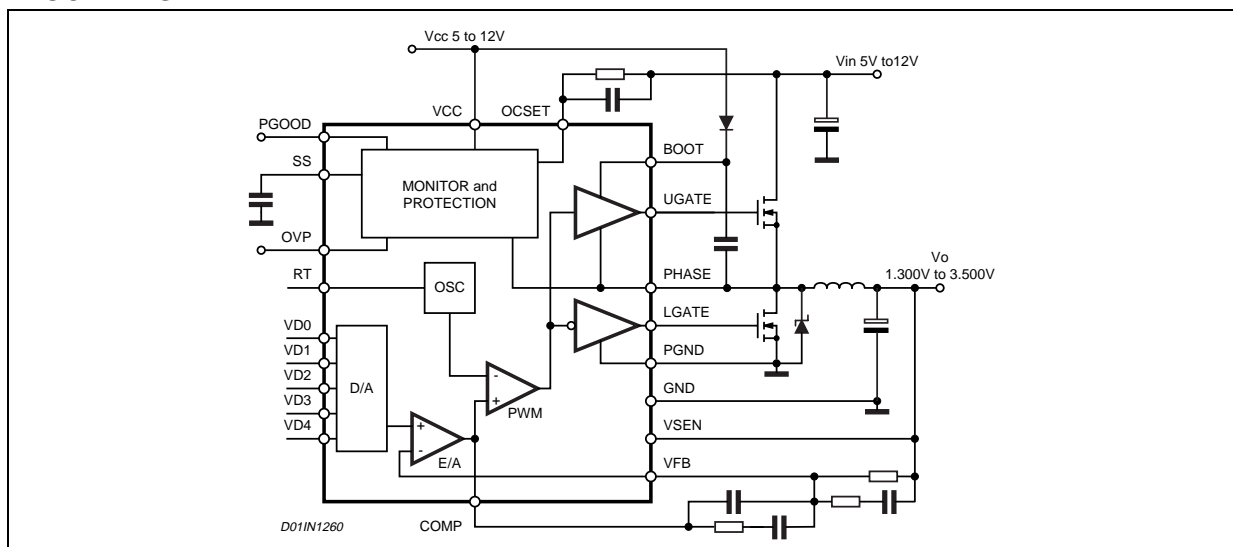 Vcc 5 to 12V
Vin 5V to12V
VCC
OCSET
PGOOD
SS
OVP
RT
VD0
VD1
VD2
VD3
VD4
MONITOR and
PROTECTION
OSC
D/A
+
-
E/A
-
+
PWM
BOOT
UGATE
PHASE
LGATE
PGND
GND
VSEN
VFB
Vo
1.300V to 3.500V
D01IN1260
COMP